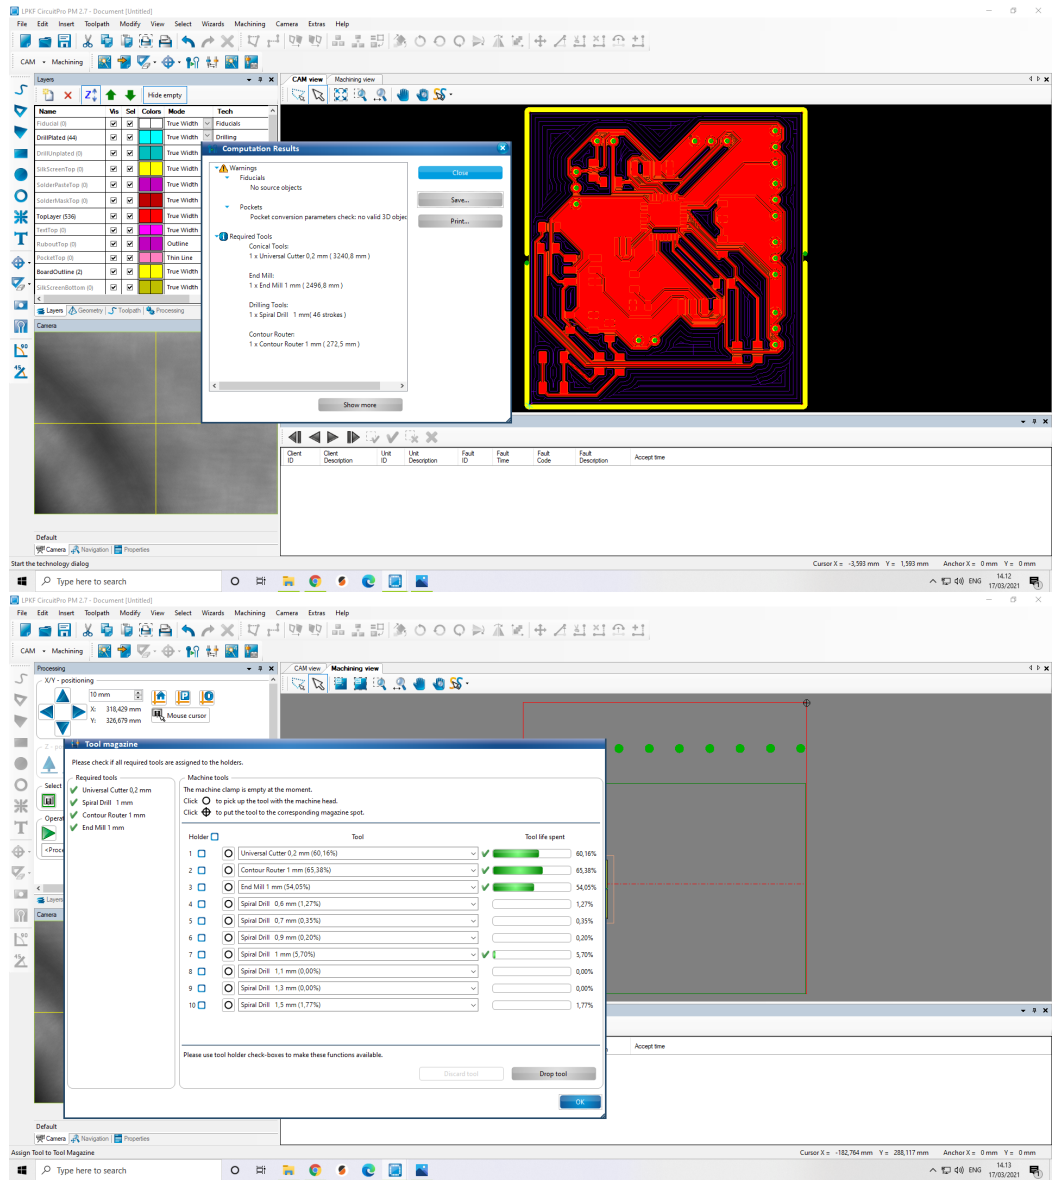 LPKF CircuitPro PM 2.7 - Document [Untitled]
File Edit Insert Toolpath Modify View Select Wizards Machining Camera Extras Help
CAM Machining
Layers
CAM view Machining view
Hide empty
Name Vis Sel Colors Mode Tech
Fiducial (0) True Width Fiducials
DrillPlated (44) True Width Drilling
DrillUnplated (0) True Width
SilkScreenTop (0) True Width
SolderPasteTop (0) True Width
SolderMaskTop (0) True Width
TopLayer (536) True Width
TextTop (0) True Width
RuboutTop (0) Outline
PocketTop (0) Thin Line
BoardOutline (2) True Width
SilkScreenBottom (0) True Width
Layers Geometry Toolpath Processing
Camera
Computation Results
Warnings
Fiducials
No source objects
Pockets
Pocket conversion parameters check: no valid 3D objec
Required Tools
Conical Tools:
1 x Universal Cutter 0,2 mm ( 3240,8 mm )
End Mill:
1 x End Mill 1 mm ( 2496,8 mm )
Drilling Tools:
1 x Spiral Drill 1 mm( 46 strokes )
Contour Router:
1 x Contour Router 1 mm ( 272,5 mm )
Close
Save...
Print...
Show more
Client ID Client Description Unit ID Unit Description Fault ID Fault Time Fault Code Fault Description Accept time
Default
Camera Navigation Properties
Start the technology dialog
Cursor X = -3,593 mm Y = 1,593 mm Anchor X = 0 mm Y = 0 mm
Type here to search
ENG
14.12
17/03/2021
LPKF CircuitPro PM 2.7 - Document [Untitled]
File Edit Insert Toolpath Modify View Select Wizards Machining Camera Extras Help
CAM Machining
Processing
CAM view Machining view
X/Y - positioning
10 mm
X: 318,429 mm
Y: 326,679 mm
Mouse cursor
Z - p
Select
Operat
<Proce
Layers
Camera
Tool magazine
Please check if all required tools are assigned to the holders.
Required tools
Universal Cutter 0,2 mm
Spiral Drill 1 mm
Contour Router 1 mm
End Mill 1 mm
Machine tools
The machine clamp is empty at the moment.
Click to pick up the tool with the machine head.
Click to put the tool to the corresponding magazine spot.
Holder Tool Tool life spent
1 Universal Cutter 0,2 mm (60,16%) 60,16%
2 Contour Router 1 mm (65,38%) 65,38%
3 End Mill 1 mm (54,05%) 54,05%
4 Spiral Drill 0,6 mm (1,27%) 1,27%
5 Spiral Drill 0,7 mm (0,35%) 0,35%
6 Spiral Drill 0,9 mm (0,20%) 0,20%
7 Spiral Drill 1 mm (5,70%) 5,70%
8 Spiral Drill 1,1 mm (0,00%) 0,00%
9 Spiral Drill 1,3 mm (0,00%) 0,00%
10 Spiral Drill 1,5 mm (1,77%) 1,77%
Please use tool holder check-boxes to make these functions available.
Discard tool Drop tool
OK
Accept time
Default
Camera Navigation Properties
Assign Tool to Tool Magazine
Cursor X = -182,764 mm Y = 288,117 mm Anchor X = 0 mm Y = 0 mm
Type here to search
ENG
14.13
17/03/2021